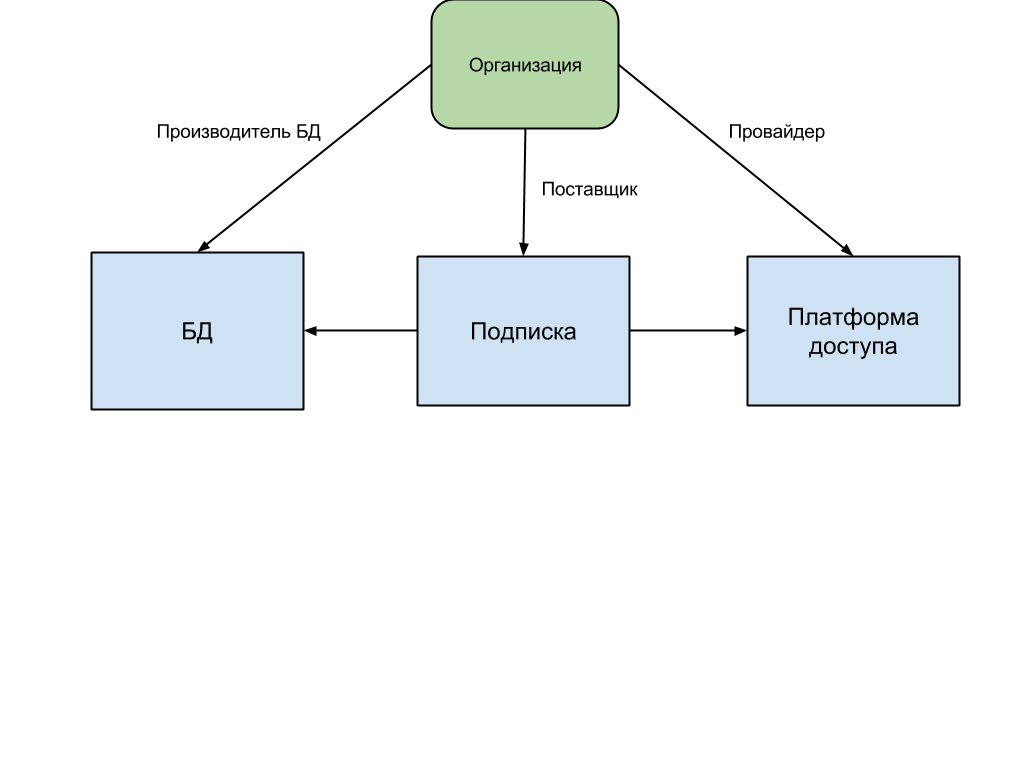 Организация
Производитель БД
Провайдер
Поставщик
БД
Подписка
Платформа
доступа